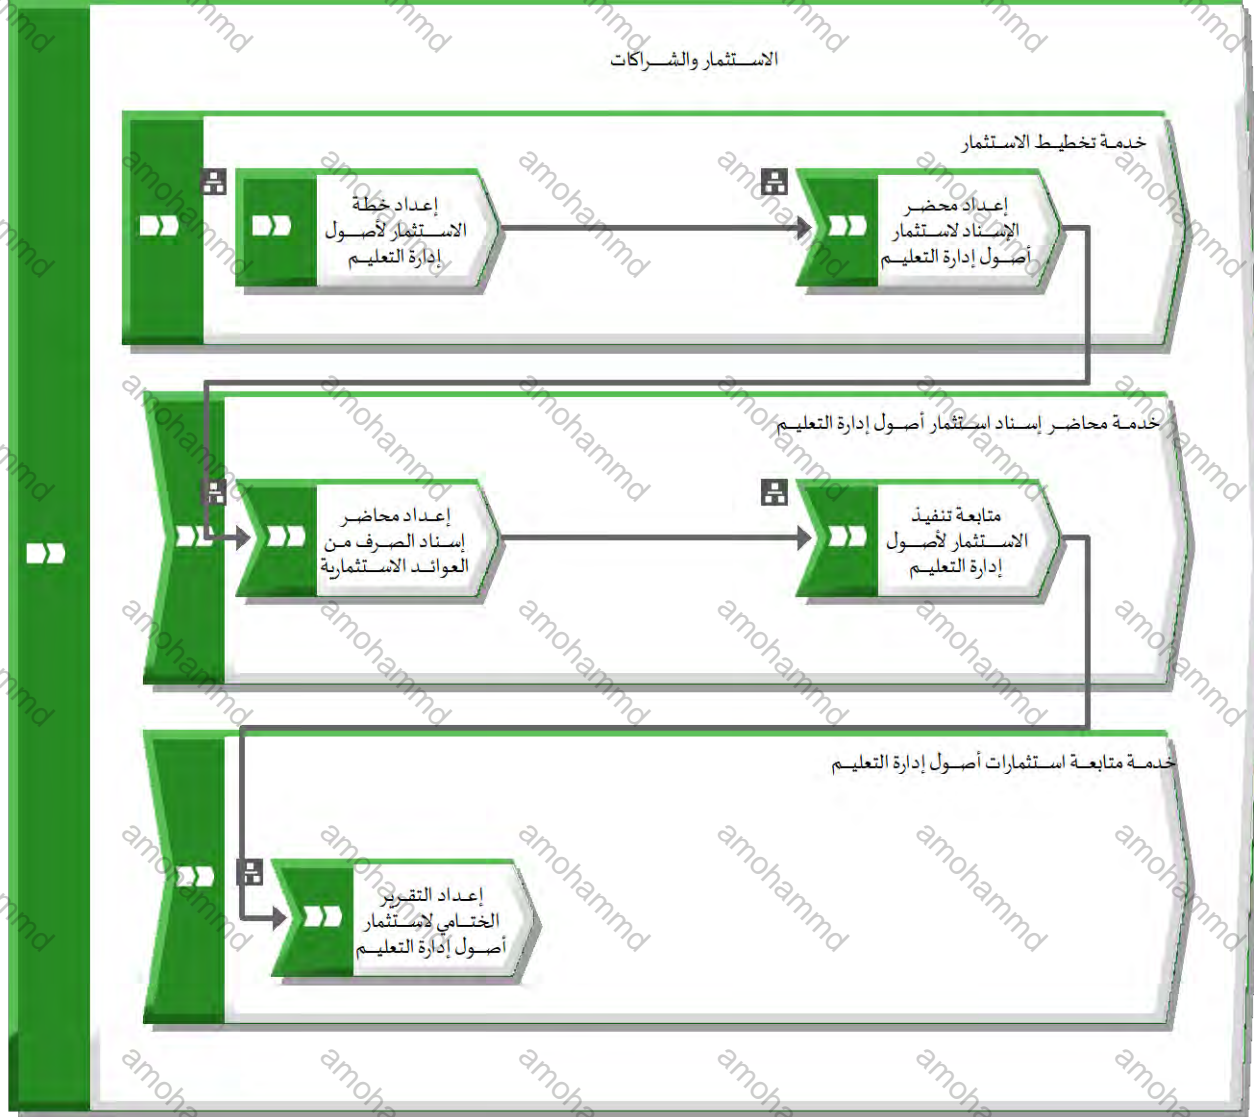 الاستثمار والشراكات
خدمة تخطيط الاستثمار
إعداد خطة
الاستثمار لأصول
إدارة التعليم
إعداد محضر
الإسناد لاستثمار
أصول إدارة التعليم
خدمة محاضر إسناد استثمار أصول إدارة التعليم
إعداد محاضر
إسناد الصرف من
العوائد الاستثمارية
متابعة تنفيذ
الاستثمار لأصول
إدارة التعليم
خدمة متابعة استثمارات أصول إدارة التعليم
إعداد التقرير
الختامي لاستثمار
أصول إدارة التعليم
amohammd